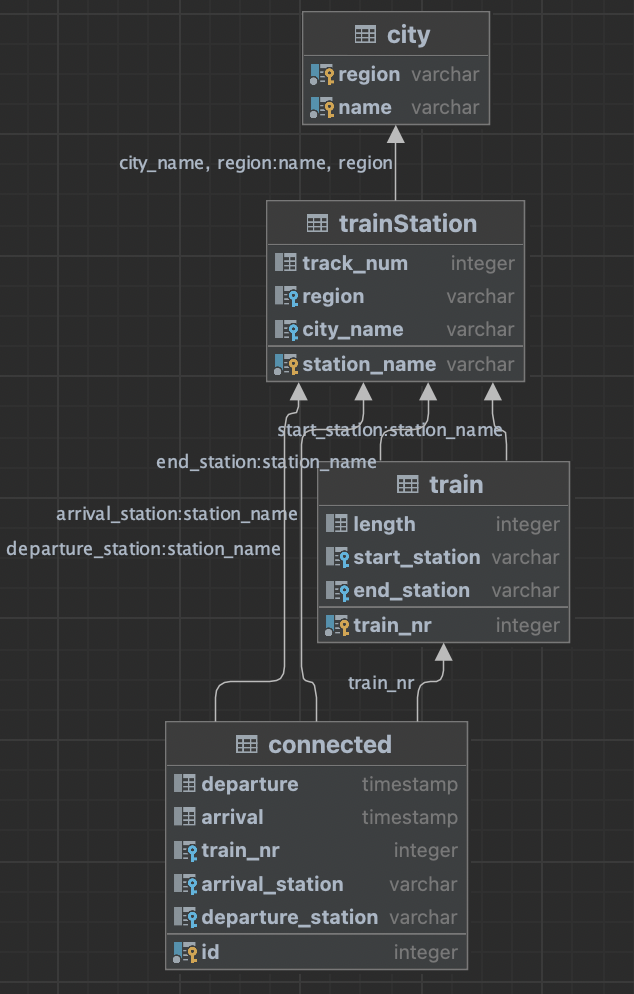 city
region varchar
name varchar
city_name, region:name, region
trainStation
track_num integer
region varchar
city_name varchar
station_name varchar
start_station:station_name
end_station:station_name
train
arrival_station:station_name
length integer
departure_station:station_name
start_station varchar
end_station varchar
train_nr integer
train_nr
connected
departure timestamp
arrival timestamp
train_nr integer
arrival_station varchar
departure_station varchar
id integer